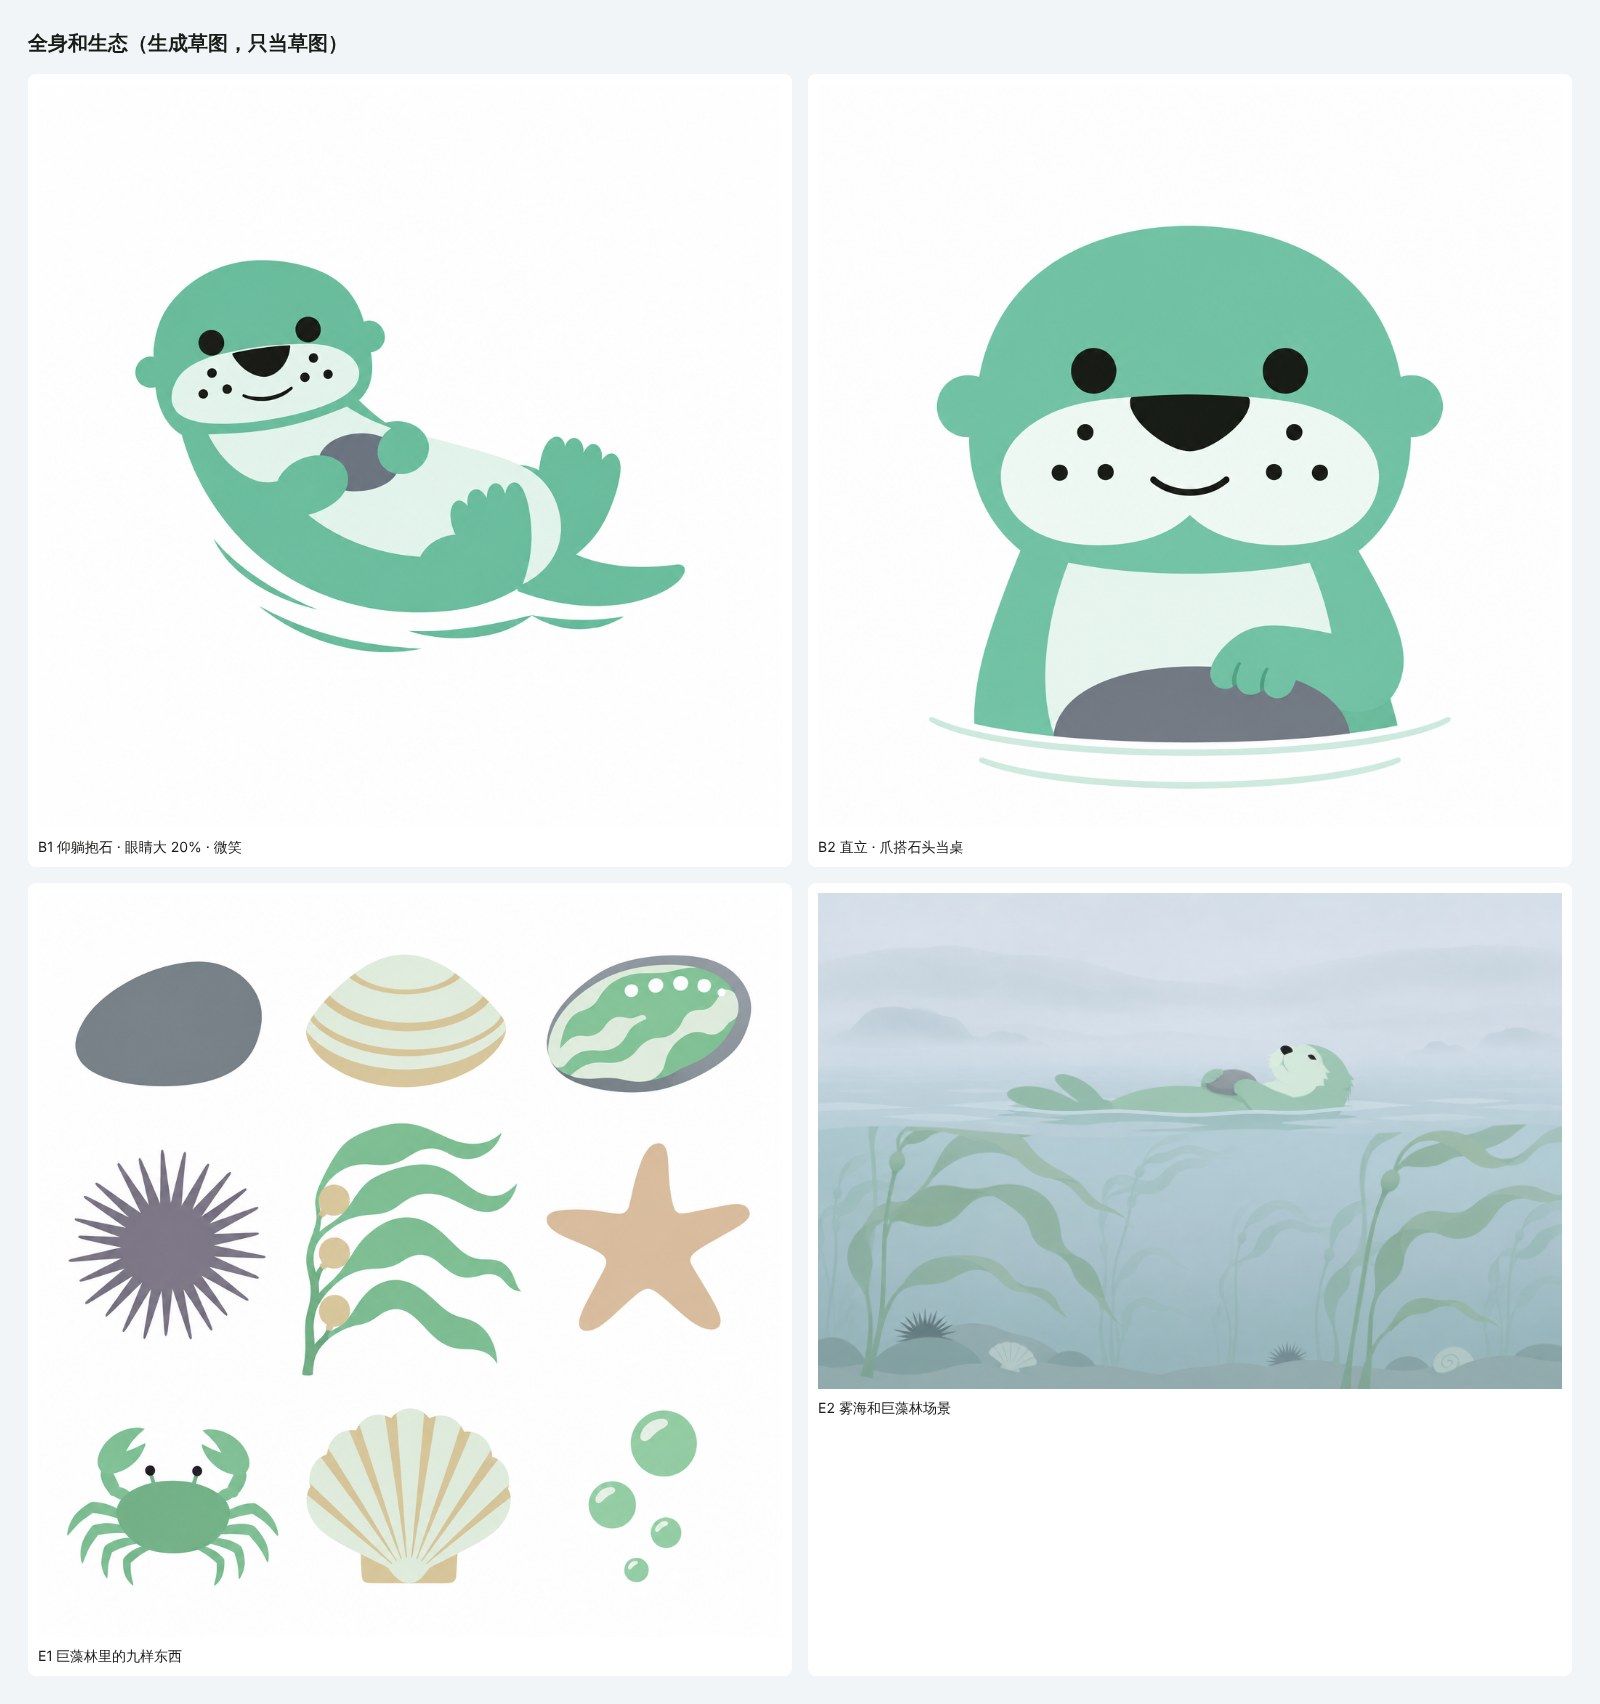 全身和生态（生成草图，只当草图）
B1 仰躺抱石 · 眼睛大 20% · 微笑
B2 直立 · 爪搭石头当桌
E2 雾海和巨藻林场景
E1 巨藻林里的九样东西